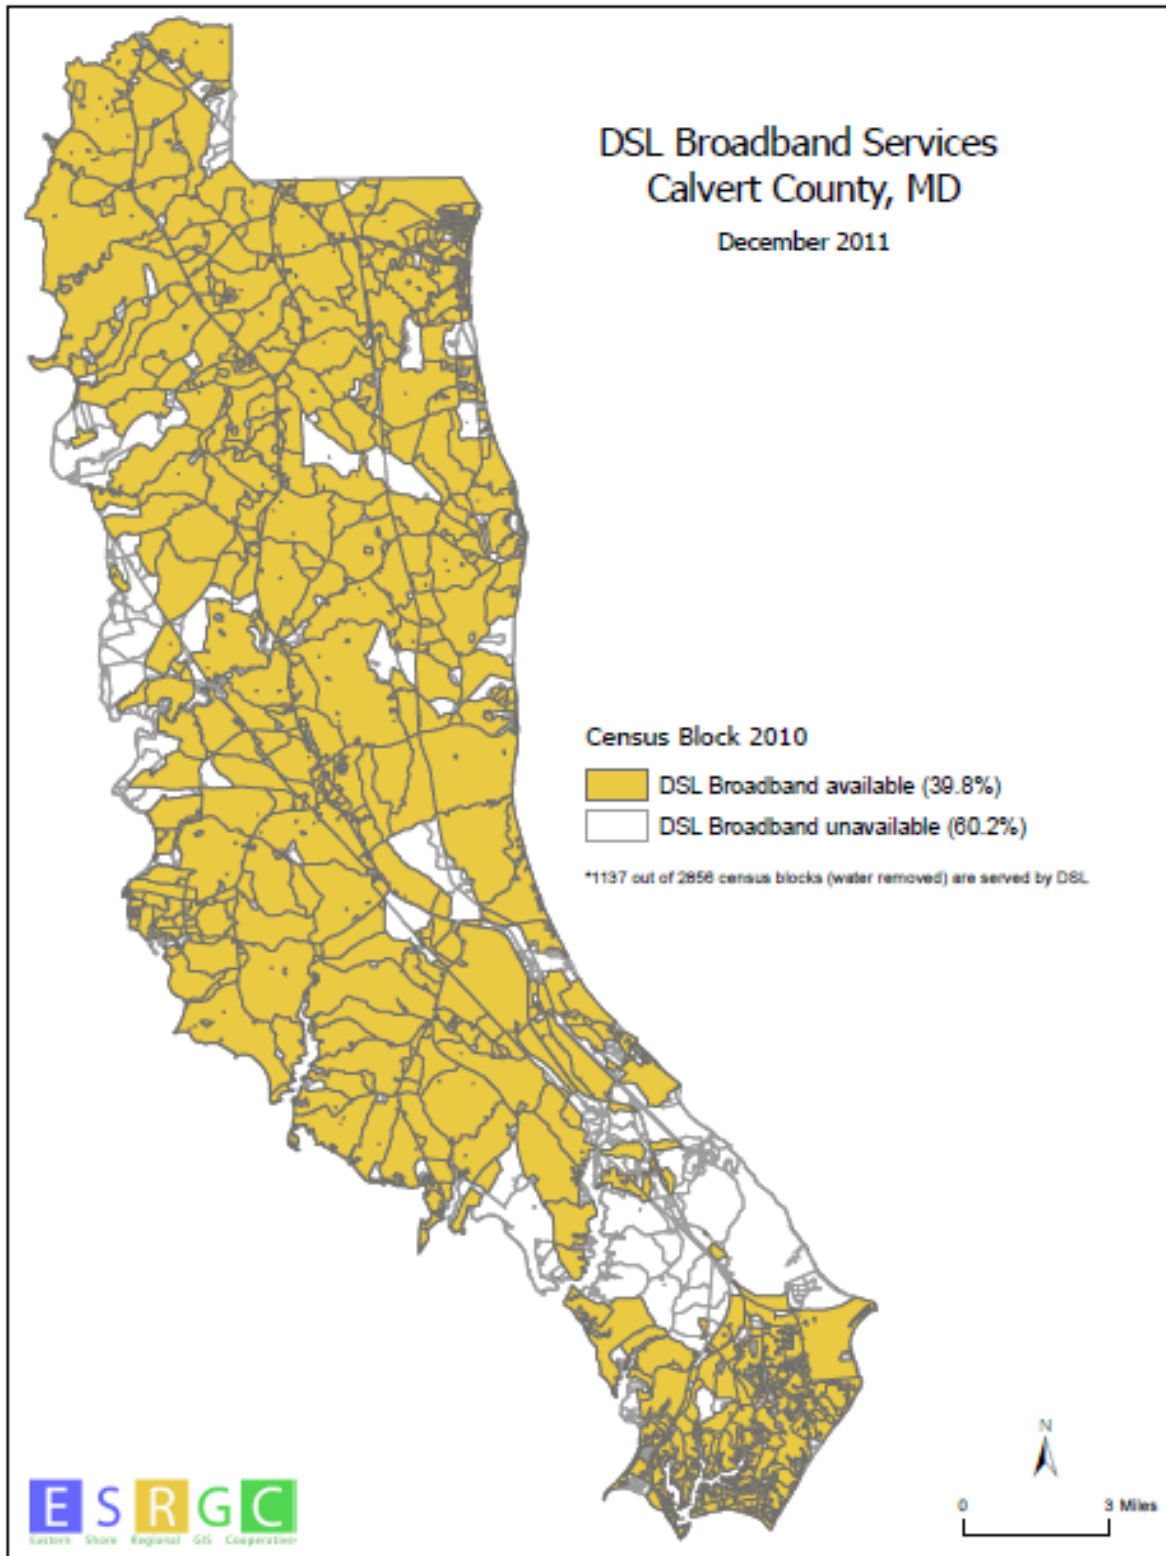 DSL Broadband Services
Calvert County, MD
December 2011
Census Block 2010
DSL Broadband available (39.8%)
DSL Broadband unavailable (60.2%)
*1137 out of 2856 census blocks (water removed) are served by DSL
N
0 3 Miles
ESRGC
Eastern Shore Regional GIS Cooperative